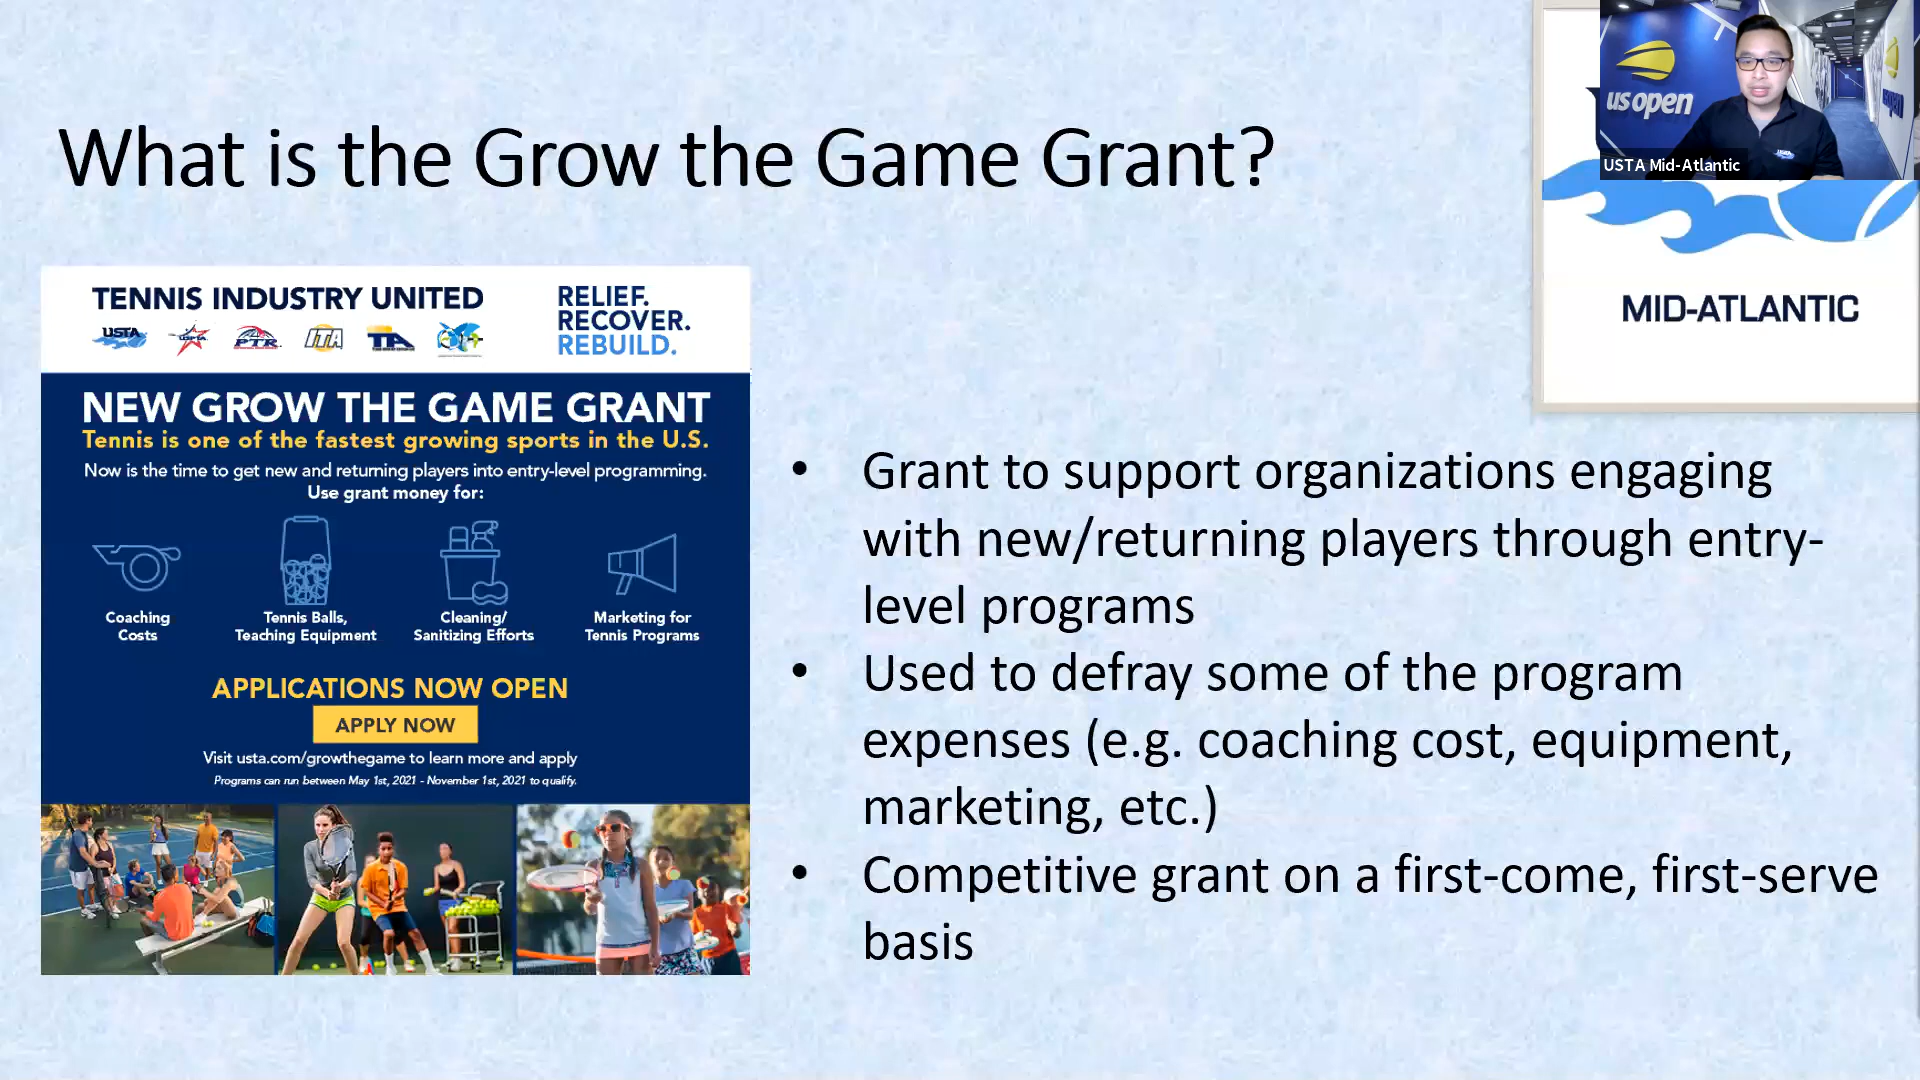 What is the Grow the Game Grant?
us open
USTA Mid-Atlantic
MID-ATLANTIC
TENNIS INDUSTRY UNITED
USTA
USPTA
PTR
ITA
TA
RELIEF.
RECOVER.
REBUILD.
NEW GROW THE GAME GRANT
Tennis is one of the fastest growing sports in the U.S.
Now is the time to get new and returning players into entry-level programming.
Use grant money for:
Coaching
Costs
Tennis Balls,
Teaching Equipment
Cleaning/
Sanitizing Efforts
Marketing for
Tennis Programs
APPLICATIONS NOW OPEN
APPLY NOW
Visit usta.com/growthegame to learn more and apply
Programs can run between May 1st, 2021 - November 1st, 2021 to qualify.
• Grant to support organizations engaging
with new/returning players through entry-
level programs
• Used to defray some of the program
expenses (e.g. coaching cost, equipment,
marketing, etc.)
• Competitive grant on a first-come, first-serve
basis